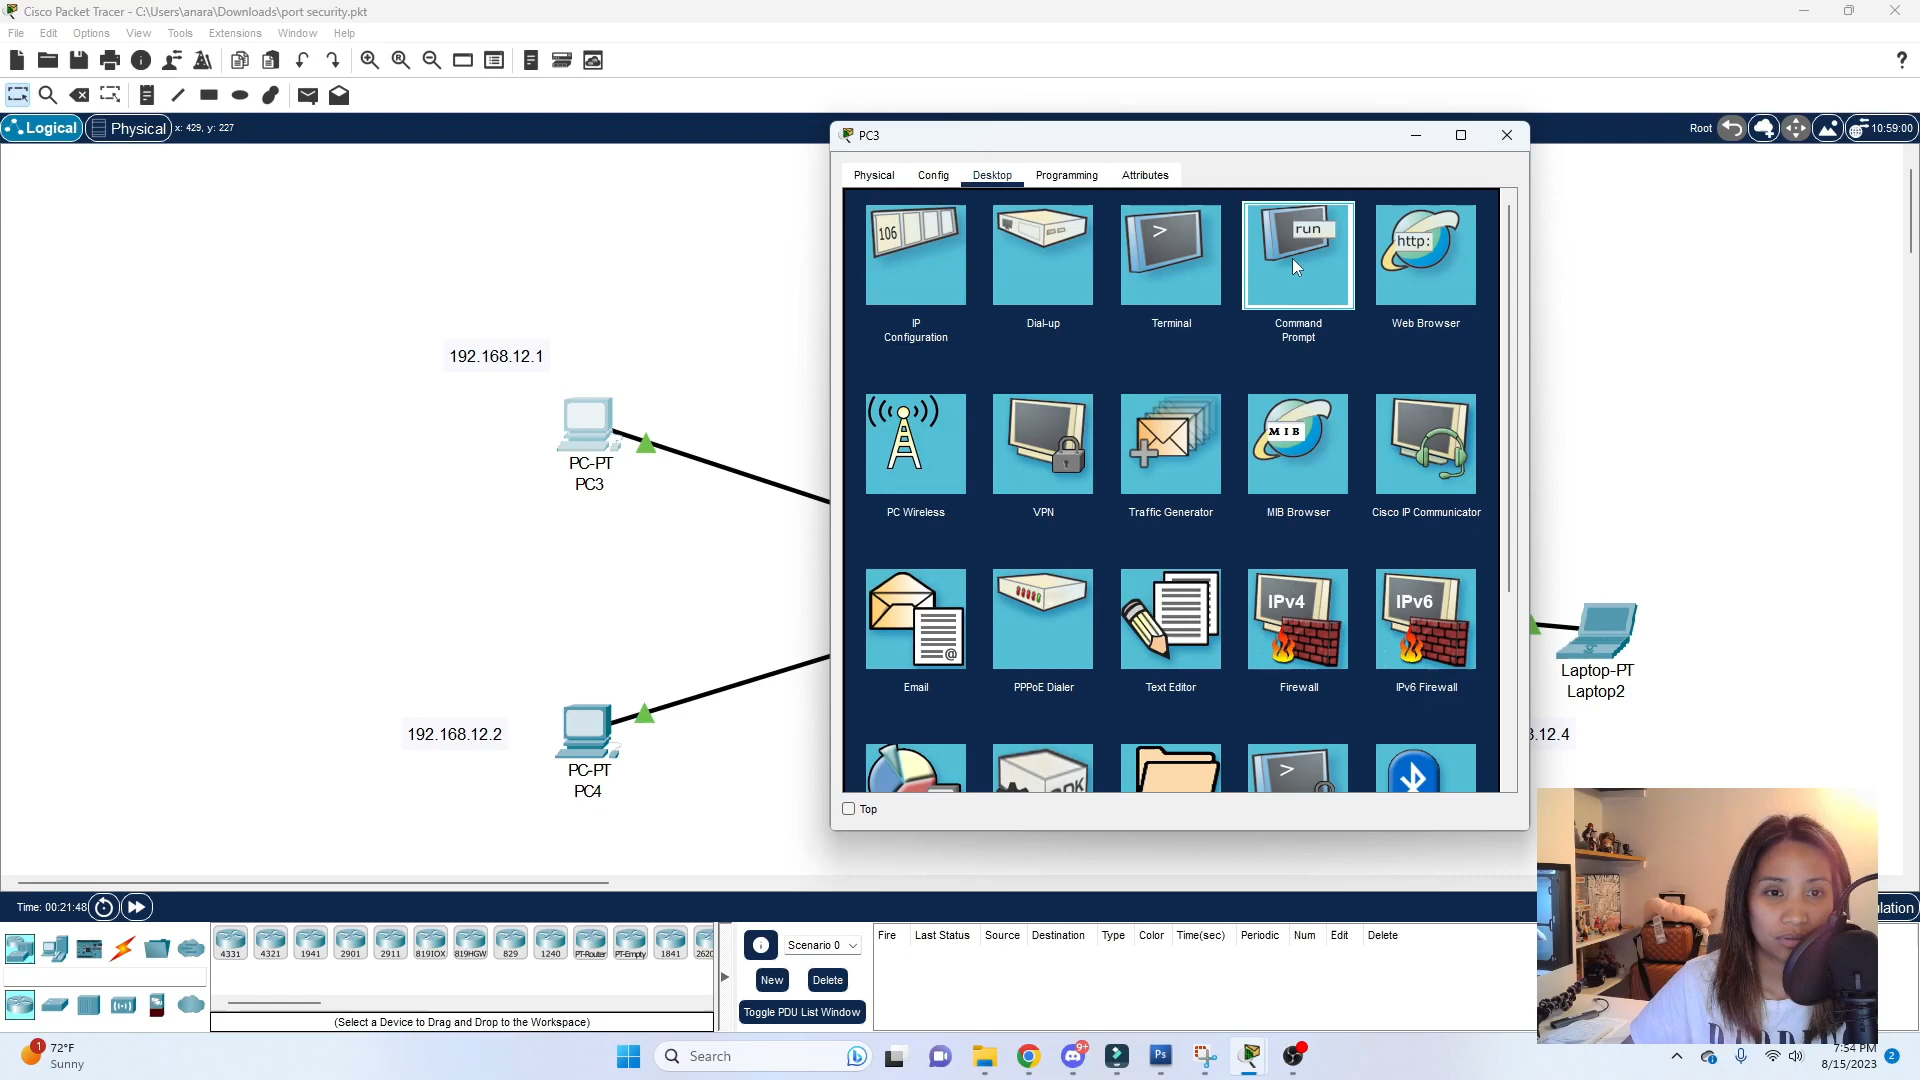 Cisco Packet Tracer - C:\Users\anara\Downloads\port security.pkt
File Edit Options View Tools Extensions Window Help
Logical Physical x: 429, y: 227
Root 10:59:00
PC3
Physical Config Desktop Programming Attributes
106
>
run
http:
IP Configuration
Dial-up
Terminal
Command Prompt
Web Browser
MIB
PC Wireless
VPN
Traffic Generator
MIB Browser
Cisco IP Communicator
@
IPv4
IPv6
Email
PPPoE Dialer
Text Editor
Firewall
IPv6 Firewall
>
Top
192.168.12.1
PC-PT
PC3
192.168.12.2
PC-PT
PC4
Laptop-PT
Laptop2
.12.4
Time: 00:21:48
lation
4331 4321 1941 2901 2911 819IOX 819HGW 829 1240 PT-Router PT-Empty 1841 2620
(Select a Device to Drag and Drop to the Workspace)
Scenario 0
New Delete
Toggle PDU List Window
Fire Last Status Source Destination Type Color Time(sec) Periodic Num Edit Delete
1
72°F
Sunny
Search
9+
Ps
7:54 PM
8/15/2023
2